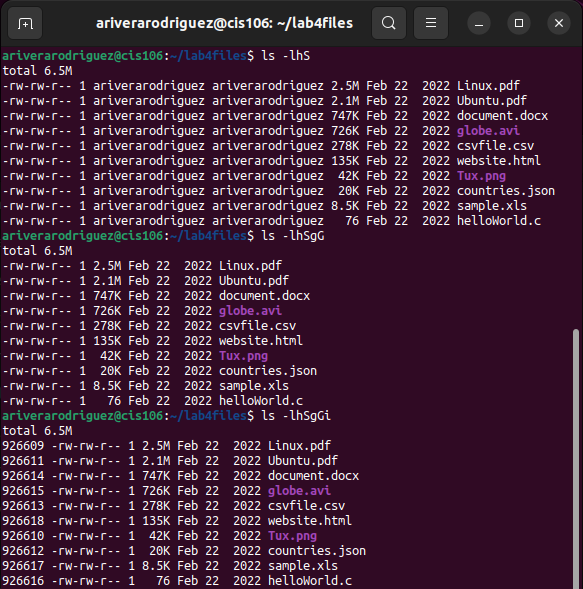 ariverarodriguez@cis106: ~/lab4files
ariverarodriguez@cis106:~/lab4files$ ls -lhS
total 6.5M
-rw-rw-r-- 1 ariverarodriguez ariverarodriguez 2.5M Feb 22  2022 Linux.pdf
-rw-rw-r-- 1 ariverarodriguez ariverarodriguez 2.1M Feb 22  2022 Ubuntu.pdf
-rw-rw-r-- 1 ariverarodriguez ariverarodriguez 747K Feb 22  2022 document.docx
-rw-rw-r-- 1 ariverarodriguez ariverarodriguez 726K Feb 22  2022 globe.avi
-rw-rw-r-- 1 ariverarodriguez ariverarodriguez 278K Feb 22  2022 csvfile.csv
-rw-rw-r-- 1 ariverarodriguez ariverarodriguez 135K Feb 22  2022 website.html
-rw-rw-r-- 1 ariverarodriguez ariverarodriguez  42K Feb 22  2022 Tux.png
-rw-rw-r-- 1 ariverarodriguez ariverarodriguez  20K Feb 22  2022 countries.json
-rw-rw-r-- 1 ariverarodriguez ariverarodriguez 8.5K Feb 22  2022 sample.xls
-rw-rw-r-- 1 ariverarodriguez ariverarodriguez   76 Feb 22  2022 helloWorld.c
ariverarodriguez@cis106:~/lab4files$ ls -lhSgG
total 6.5M
-rw-rw-r-- 1 2.5M Feb 22  2022 Linux.pdf
-rw-rw-r-- 1 2.1M Feb 22  2022 Ubuntu.pdf
-rw-rw-r-- 1 747K Feb 22  2022 document.docx
-rw-rw-r-- 1 726K Feb 22  2022 globe.avi
-rw-rw-r-- 1 278K Feb 22  2022 csvfile.csv
-rw-rw-r-- 1 135K Feb 22  2022 website.html
-rw-rw-r-- 1  42K Feb 22  2022 Tux.png
-rw-rw-r-- 1  20K Feb 22  2022 countries.json
-rw-rw-r-- 1 8.5K Feb 22  2022 sample.xls
-rw-rw-r-- 1   76 Feb 22  2022 helloWorld.c
ariverarodriguez@cis106:~/lab4files$ ls -lhSgGi
total 6.5M
926609 -rw-rw-r-- 1 2.5M Feb 22  2022 Linux.pdf
926611 -rw-rw-r-- 1 2.1M Feb 22  2022 Ubuntu.pdf
926614 -rw-rw-r-- 1 747K Feb 22  2022 document.docx
926615 -rw-rw-r-- 1 726K Feb 22  2022 globe.avi
926613 -rw-rw-r-- 1 278K Feb 22  2022 csvfile.csv
926618 -rw-rw-r-- 1 135K Feb 22  2022 website.html
926610 -rw-rw-r-- 1  42K Feb 22  2022 Tux.png
926612 -rw-rw-r-- 1  20K Feb 22  2022 countries.json
926617 -rw-rw-r-- 1 8.5K Feb 22  2022 sample.xls
926616 -rw-rw-r-- 1   76 Feb 22  2022 helloWorld.c